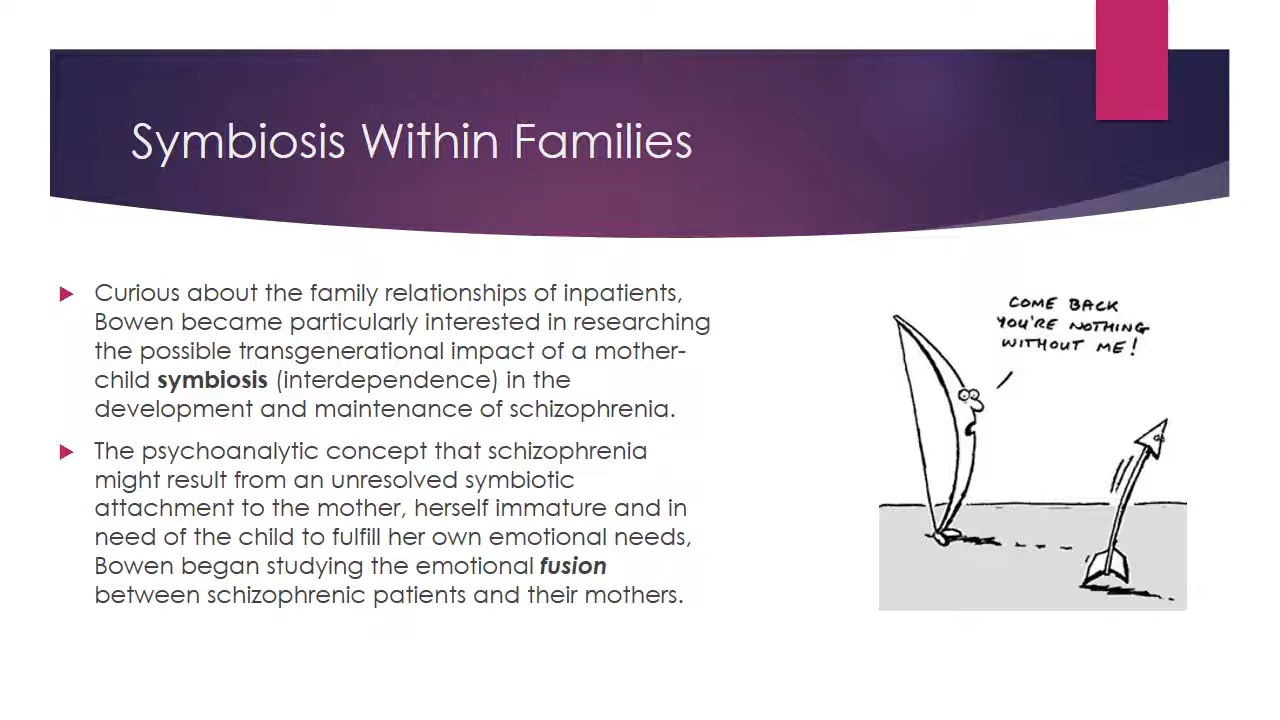 Symbiosis Within Families
Curious about the family relationships of inpatients,
Bowen became particularly interested in researching
the possible transgenerational impact of a mother-
child symbiosis (interdependence) in the
development and maintenance of schizophrenia.
The psychoanalytic concept that schizophrenia
might result from an unresolved symbiotic
attachment to the mother, herself immature and in
need of the child to fulfill her own emotional needs,
Bowen began studying the emotional fusion
between schizophrenic patients and their mothers.
COME BACK
YOU'RE NOTHING
WITHOUT ME!